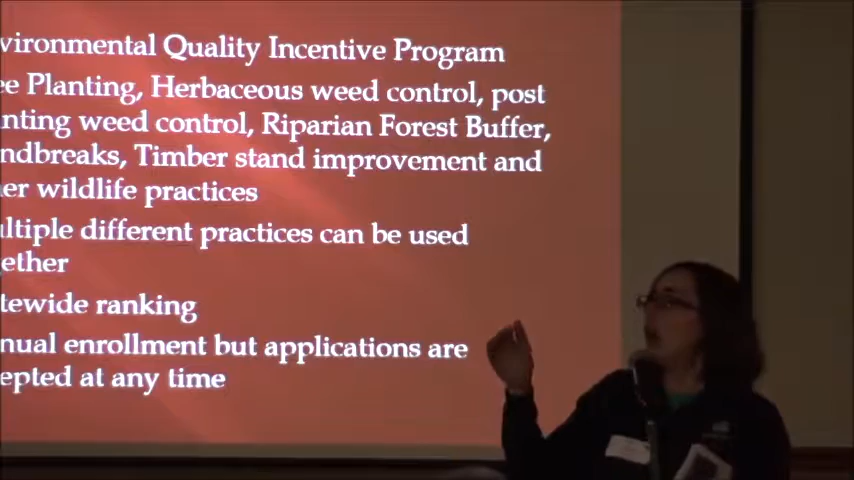 vironmental Quality Incentive Program
ee Planting, Herbaceous weed control, post
nting weed control, Riparian Forest Buffer,
ndbreaks, Timber stand improvement and
er wildlife practices
ltiple different practices can be used
ether
tewide ranking
nual enrollment but applications are
epted at any time